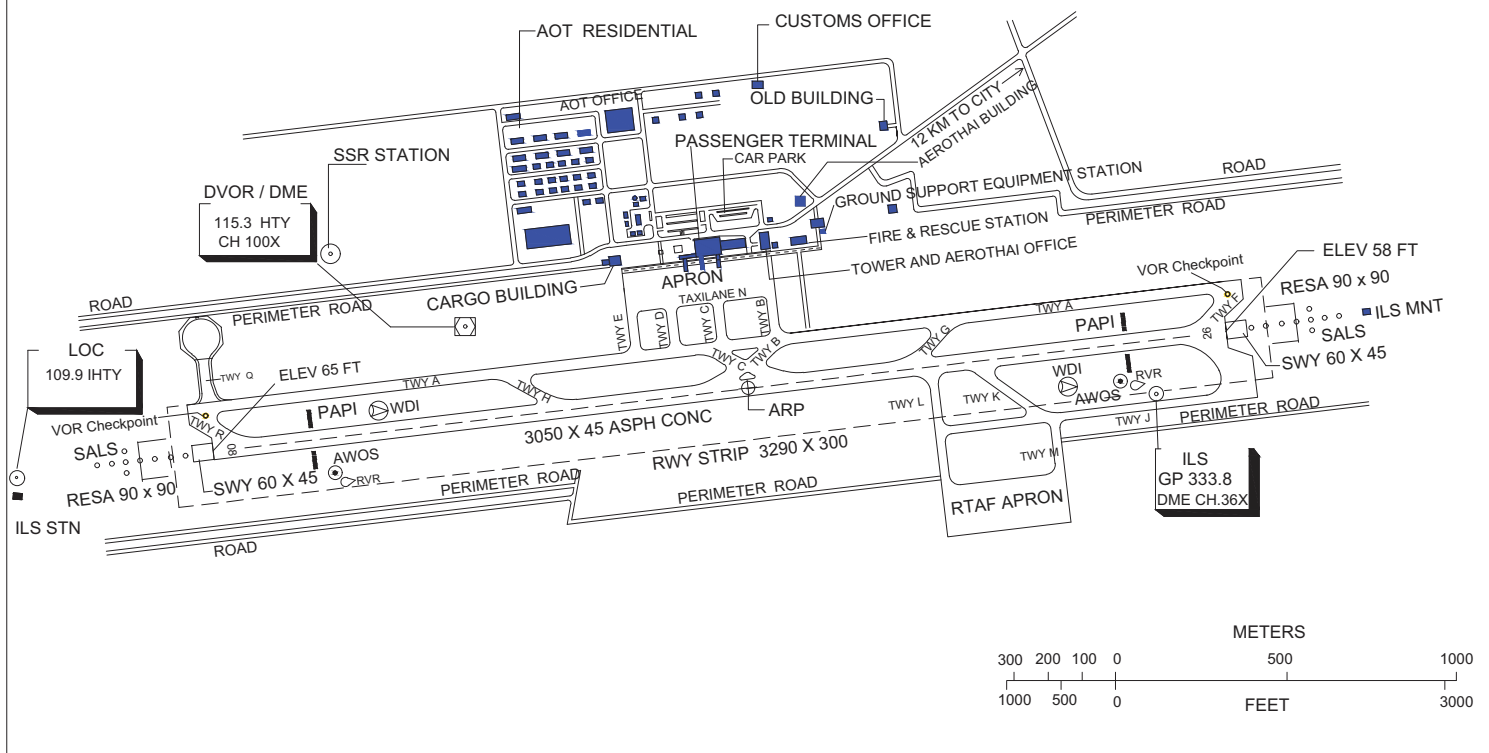 AOT RESIDENTIAL
CUSTOMS OFFICE
AOT OFFICE
OLD BUILDING
12 KM TO CITY
AEROTHAI BUILDING
PASSENGER TERMINAL
CAR PARK
SSR STATION
DVOR / DME
115.3 HTY
CH 100X
GROUND SUPPORT EQUIPMENT STATION
ROAD
PERIMETER ROAD
FIRE & RESCUE STATION
TOWER AND AEROTHAI OFFICE
ELEV 58 FT
VOR Checkpoint
RESA 90 x 90
ROAD
PERIMETER ROAD
CARGO BUILDING
APRON
TAXILANE N
TWY E
TWY D
TWY C
TWY B
TWY A
TWY F
PAPI
26
SALS
ILS MNT
SWY 60 X 45
TWY G
TWY C
TWY B
LOC
109.9 IHTY
TWY Q
ELEV 65 FT
TWY A
TWY H
WDI
RVR
AWOS
PAPI
WDI
ARP
TWY L
TWY K
TWY J
PERIMETER ROAD
VOR Checkpoint
TWY R
08
SALS
3050 X 45 ASPH CONC
RWY STRIP 3290 X 300
AWOS
RVR
SWY 60 X 45
RESA 90 x 90
TWY M
ILS
GP 333.8
DME CH.36X
PERIMETER ROAD
PERIMETER ROAD
RTAF APRON
ILS STN
ROAD
METERS
300 200 100 0 500 1000
1000 500 0 3000
FEET